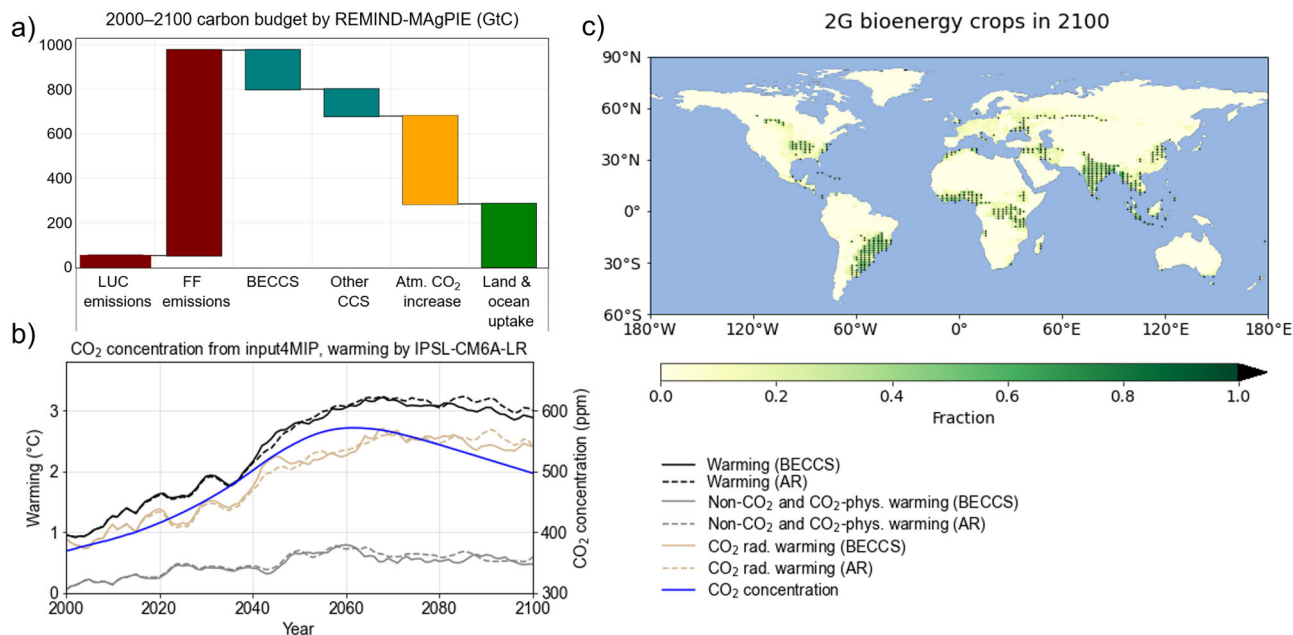 a)
2000–2100 carbon budget by REMIND-MAgPIE (GtC)
1000
800
600
400
200
0
LUC
emissions
FF
emissions
BECCS
Other
CCS
Atm. CO₂
increase
Land &
ocean
uptake
b)
CO₂ concentration from input4MIP, warming by IPSL-CM6A-LR
Warming (°C)
3
2
1
0
CO₂ concentration (ppm)
600
500
400
300
2000
2020
2040
2060
2080
2100
Year
c)
2G bioenergy crops in 2100
90°N
60°N
30°N
0°
30°S
60°S
180°W
120°W
60°W
0°
60°E
120°E
180°E
0.0
0.2
0.4
0.6
0.8
1.0
Fraction
Warming (BECCS)
Warming (AR)
Non-CO₂ and CO₂-phys. warming (BECCS)
Non-CO₂ and CO₂-phys. warming (AR)
CO₂ rad. warming (BECCS)
CO₂ rad. warming (AR)
CO₂ concentration